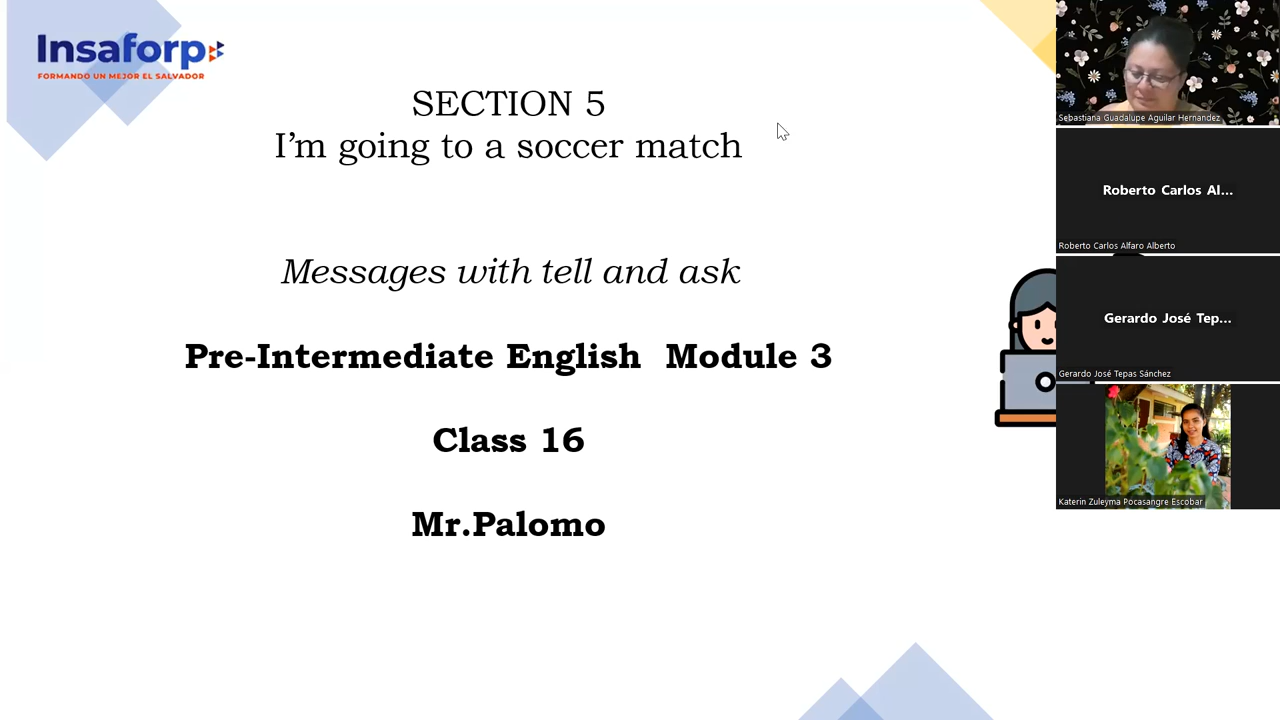 Insaforp
FORMANDO UN MEJOR EL SALVADOR
SECTION 5
I'm going to a soccer match
Messages with tell and ask
Pre-Intermediate English Module 3
Class 16
Mr.Palomo
Sebastiana Guadalupe Aguilar Hernandez
Roberto Carlos Al...
Roberto Carlos Alfaro Alberto
Gerardo José Tep...
Gerardo José Tepas Sánchez
Katerin Zuleyma Pocasangre Escobar